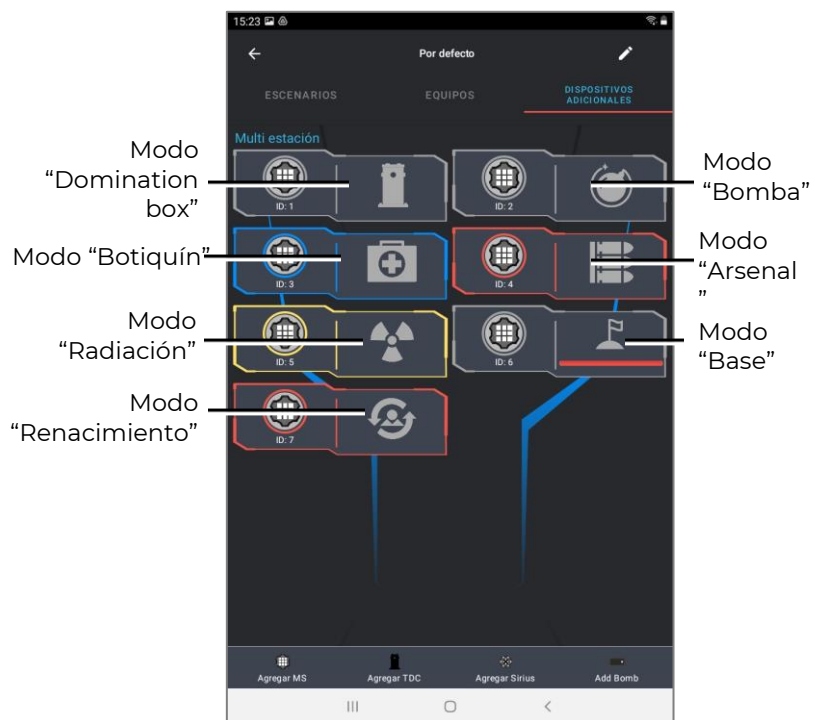 15:23
Por defecto
ESCENARIOS
EQUIPOS
DISPOSITIVOS
ADICIONALES
Multi estación
Modo
“Domination
box”
ID: 1
ID: 2
Modo
“Bomba”
Modo “Botiquín”
ID: 3
ID: 4
Modo
“Arsenal
”
Modo
“Radiación”
ID: 5
ID: 6
Modo
“Base”
Modo
“Renacimiento”
ID: 7
Agregar MS
Agregar TDC
Agregar Sirius
Add Bomb